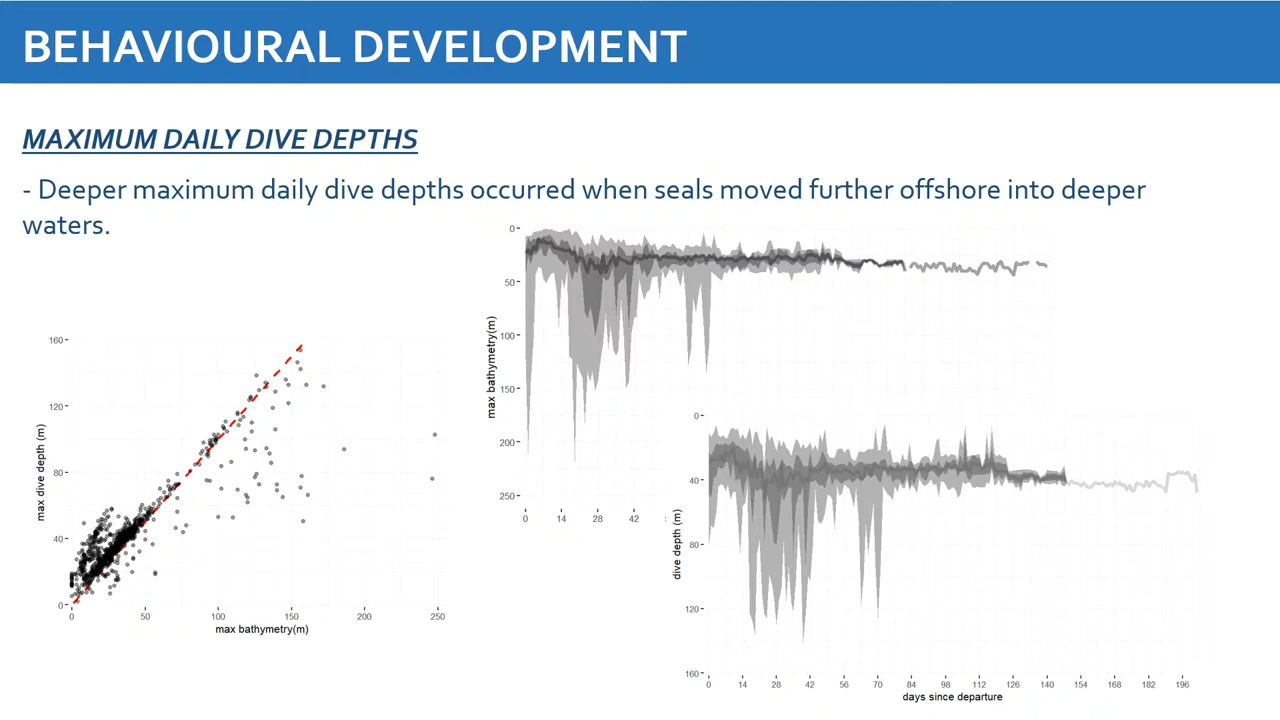 BEHAVIOURAL DEVELOPMENT
MAXIMUM DAILY DIVE DEPTHS
- Deeper maximum daily dive depths occurred when seals moved further offshore into deeper
waters.
0
50
100
150
200
250
max bathymetry(m)
0 14 28 42
160
120
80
40
0
max dive depth (m)
0 50 100 150 200 250
max bathymetry(m)
0
40
80
120
160
dive depth (m)
0 14 28 42 56 70 84 98 112 126 140 154 168 182 196
days since departure